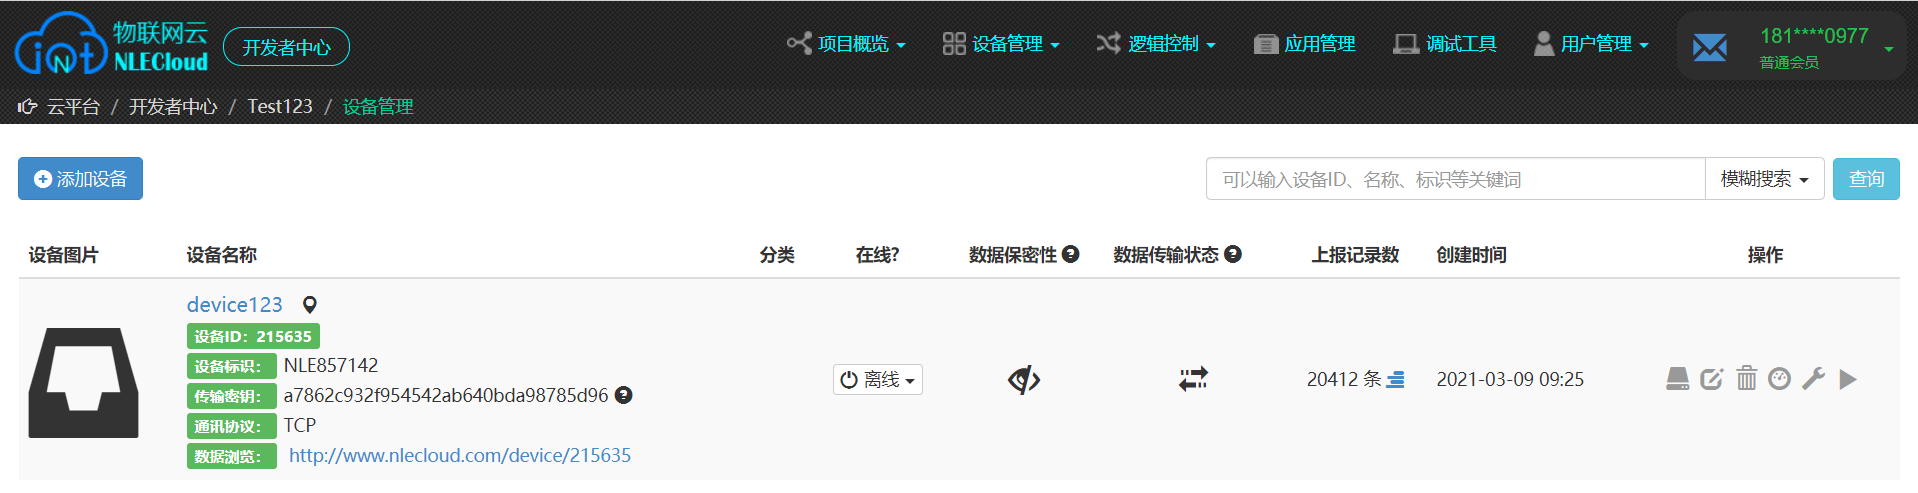 物联网云
NLECloud
开发者中心
项目概览
设备管理
逻辑控制
应用管理
调试工具
用户管理
181****0977
普通会员
云平台 / 开发者中心 / Test123 / 设备管理
添加设备
可以输入设备ID、名称、标识等关键词
模糊搜索
查询
设备图片 设备名称 分类 在线? 数据保密性 数据传输状态 上报记录数 创建时间 操作
device123
设备ID：215635
设备标识： NLE857142
传输密钥： a7862c932f954542ab640bda98785d96
通讯协议： TCP
数据浏览： http://www.nlecloud.com/device/215635
离线
20412 条
2021-03-09 09:25